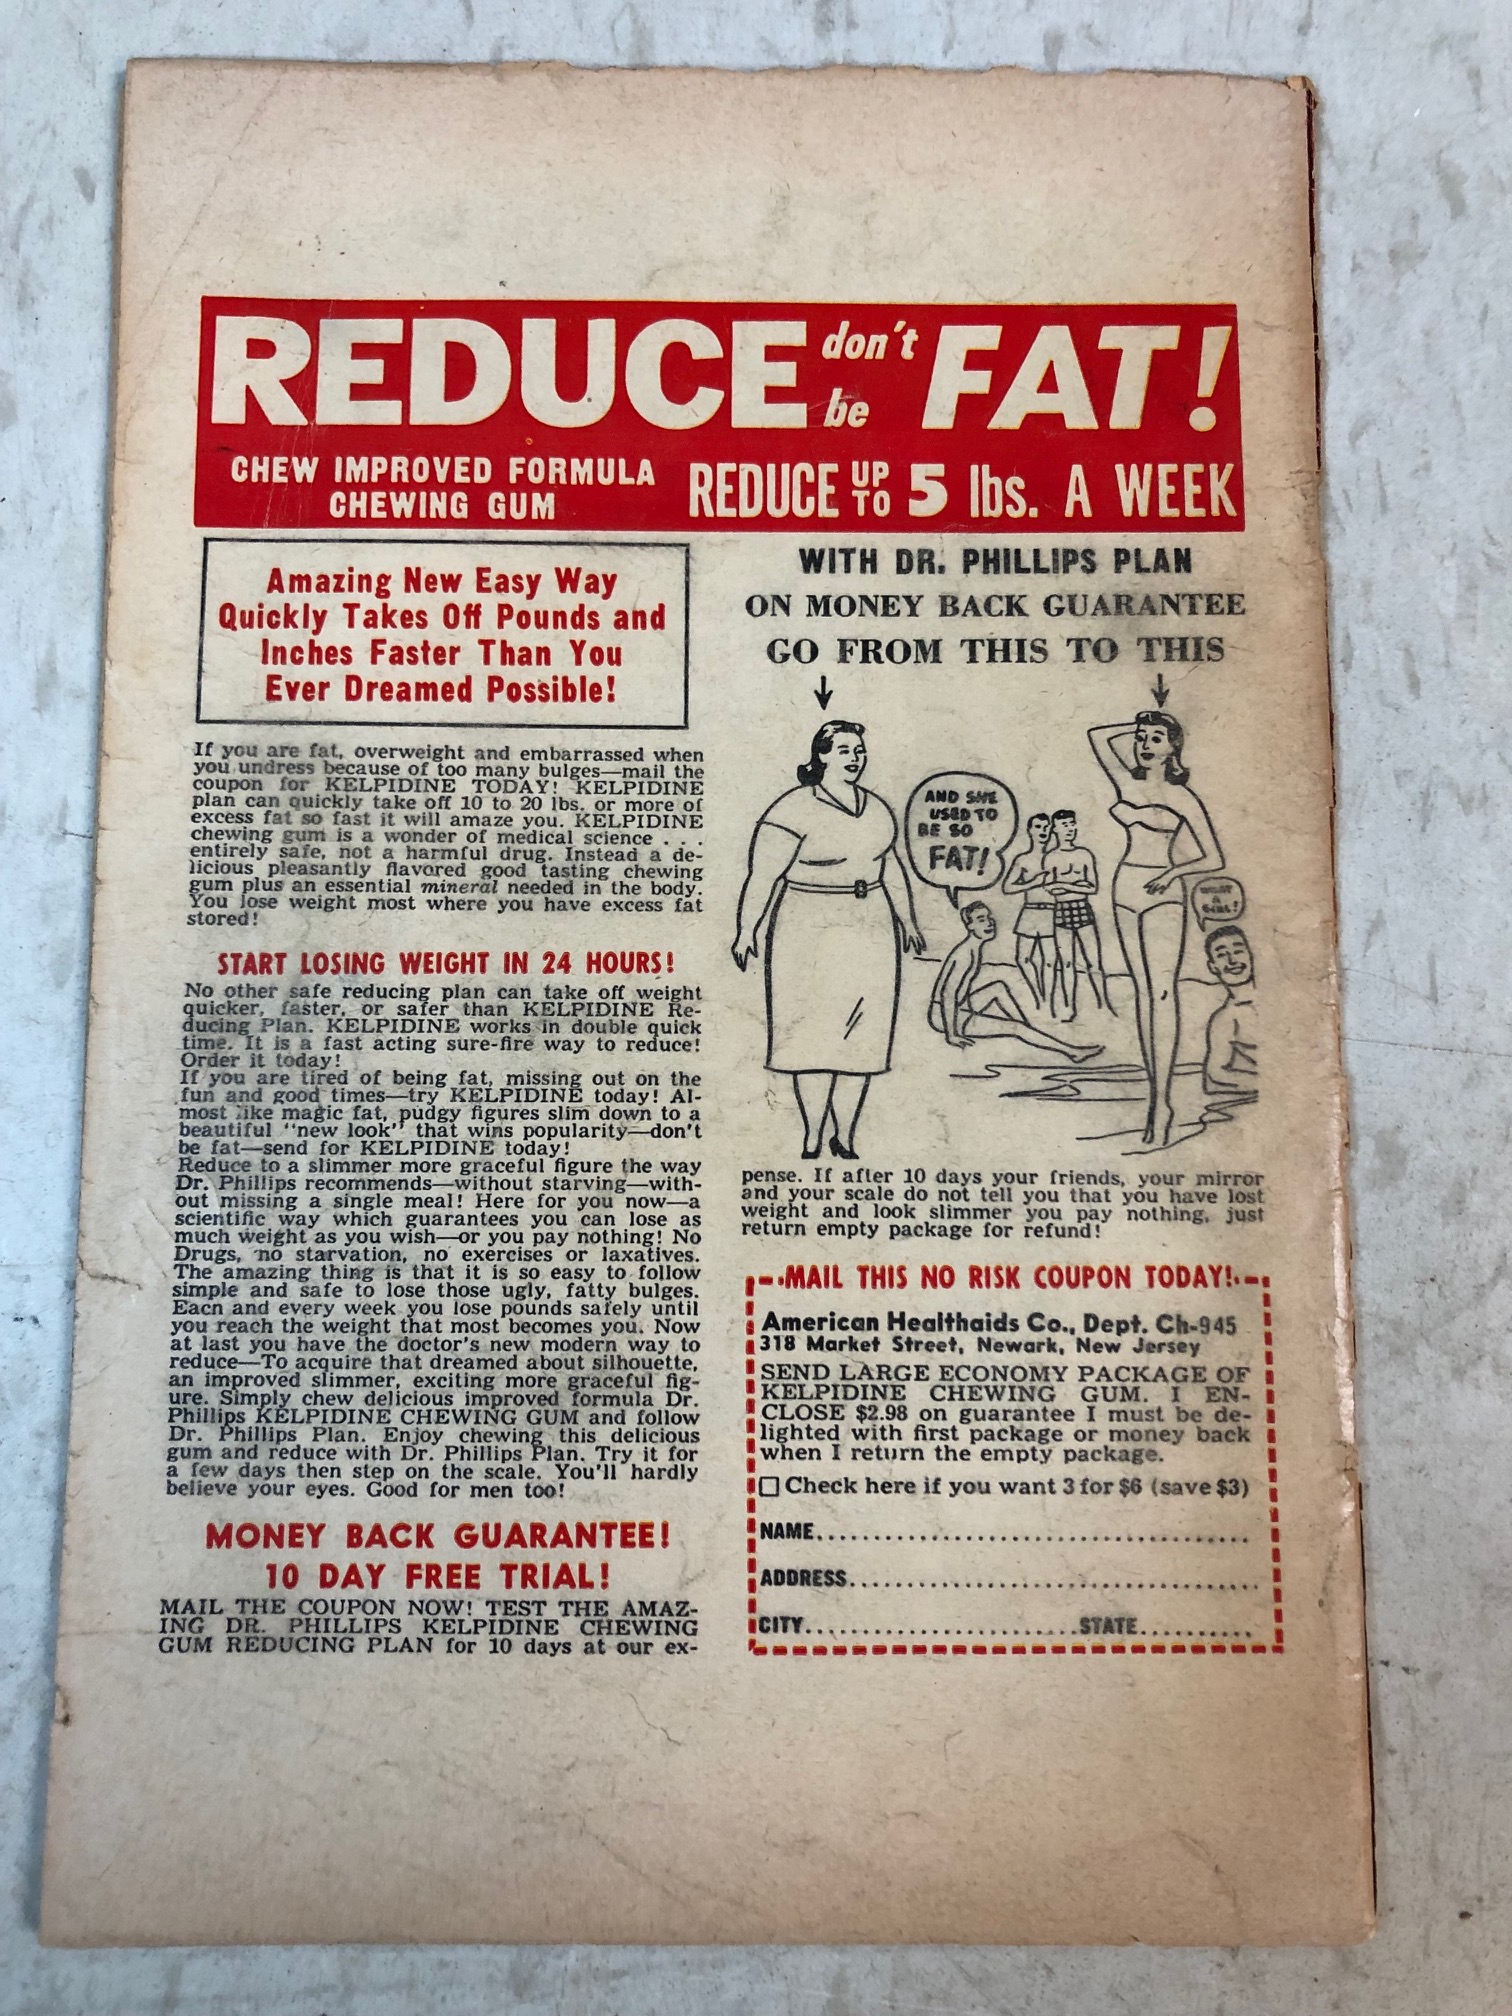 REDUCE don't be FAT!
CHEW IMPROVED FORMULA
CHEWING GUM
REDUCE UP TO 5 lbs. A WEEK
Amazing New Easy Way
Quickly Takes Off Pounds and
Inches Faster Than You
Ever Dreamed Possible!
If you are fat, overweight and embarrassed when
you undress because of too many bulges—mail the
coupon for KELPIDINE TODAY! KELPIDINE
plan can quickly take off 10 to 20 lbs. or more of
excess fat so fast it will amaze you. KELPIDINE
chewing gum is a wonder of medical science . . .
entirely safe, not a harmful drug. Instead a de-
licious pleasantly flavored good tasting chewing
gum plus an essential mineral needed in the body.
You lose weight most where you have excess fat
stored!
START LOSING WEIGHT IN 24 HOURS!
No other safe reducing plan can take off weight
quicker, faster, or safer than KELPIDINE Re-
ducing Plan. KELPIDINE works in double quick
time. It is a fast acting sure-fire way to reduce!
Order it today!
If you are tired of being fat, missing out on the
fun and good times—try KELPIDINE today! Al-
most like magic fat, pudgy figures slim down to a
beautiful "new look" that wins popularity—don't
be fat—send for KELPIDINE today!
Reduce to a slimmer more graceful figure the way
Dr. Phillips recommends—without starving—with-
out missing a single meal! Here for you now—a
scientific way which guarantees you can lose as
much weight as you wish—or you pay nothing! No
Drugs, no starvation, no exercises or laxatives.
The amazing thing is that it is so easy to follow
simple and safe to lose those ugly, fatty bulges.
Each and every week you lose pounds safely until
you reach the weight that most becomes you. Now
at last you have the doctor's new modern way to
reduce—To acquire that dreamed about silhouette,
an improved slimmer, exciting more graceful fig-
ure. Simply chew delicious improved formula Dr.
Phillips KELPIDINE CHEWING GUM and follow
Dr. Phillips Plan. Enjoy chewing this delicious
gum and reduce with Dr. Phillips Plan. Try it for
a few days then step on the scale. You'll hardly
believe your eyes. Good for men too!
MONEY BACK GUARANTEE!
10 DAY FREE TRIAL!
MAIL THE COUPON NOW! TEST THE AMAZ-
ING DR. PHILLIPS KELPIDINE CHEWING
GUM REDUCING PLAN for 10 days at our ex-
WITH DR. PHILLIPS PLAN
ON MONEY BACK GUARANTEE
GO FROM THIS TO THIS
AND SHE
USED TO
BE SO
FAT!
WHAT
A
GIRL!
pense. If after 10 days your friends, your mirror
and your scale do not tell you that you have lost
weight and look slimmer you pay nothing, just
return empty package for refund!
MAIL THIS NO RISK COUPON TODAY!
American Healthaids Co., Dept. Ch-945
318 Market Street, Newark, New Jersey
SEND LARGE ECONOMY PACKAGE OF
KELPIDINE CHEWING GUM. I EN-
CLOSE $2.98 on guarantee I must be de-
lighted with first package or money back
when I return the empty package.
☐ Check here if you want 3 for $6 (save $3)
NAME........................................
ADDRESS.....................................
CITY.........................STATE..........